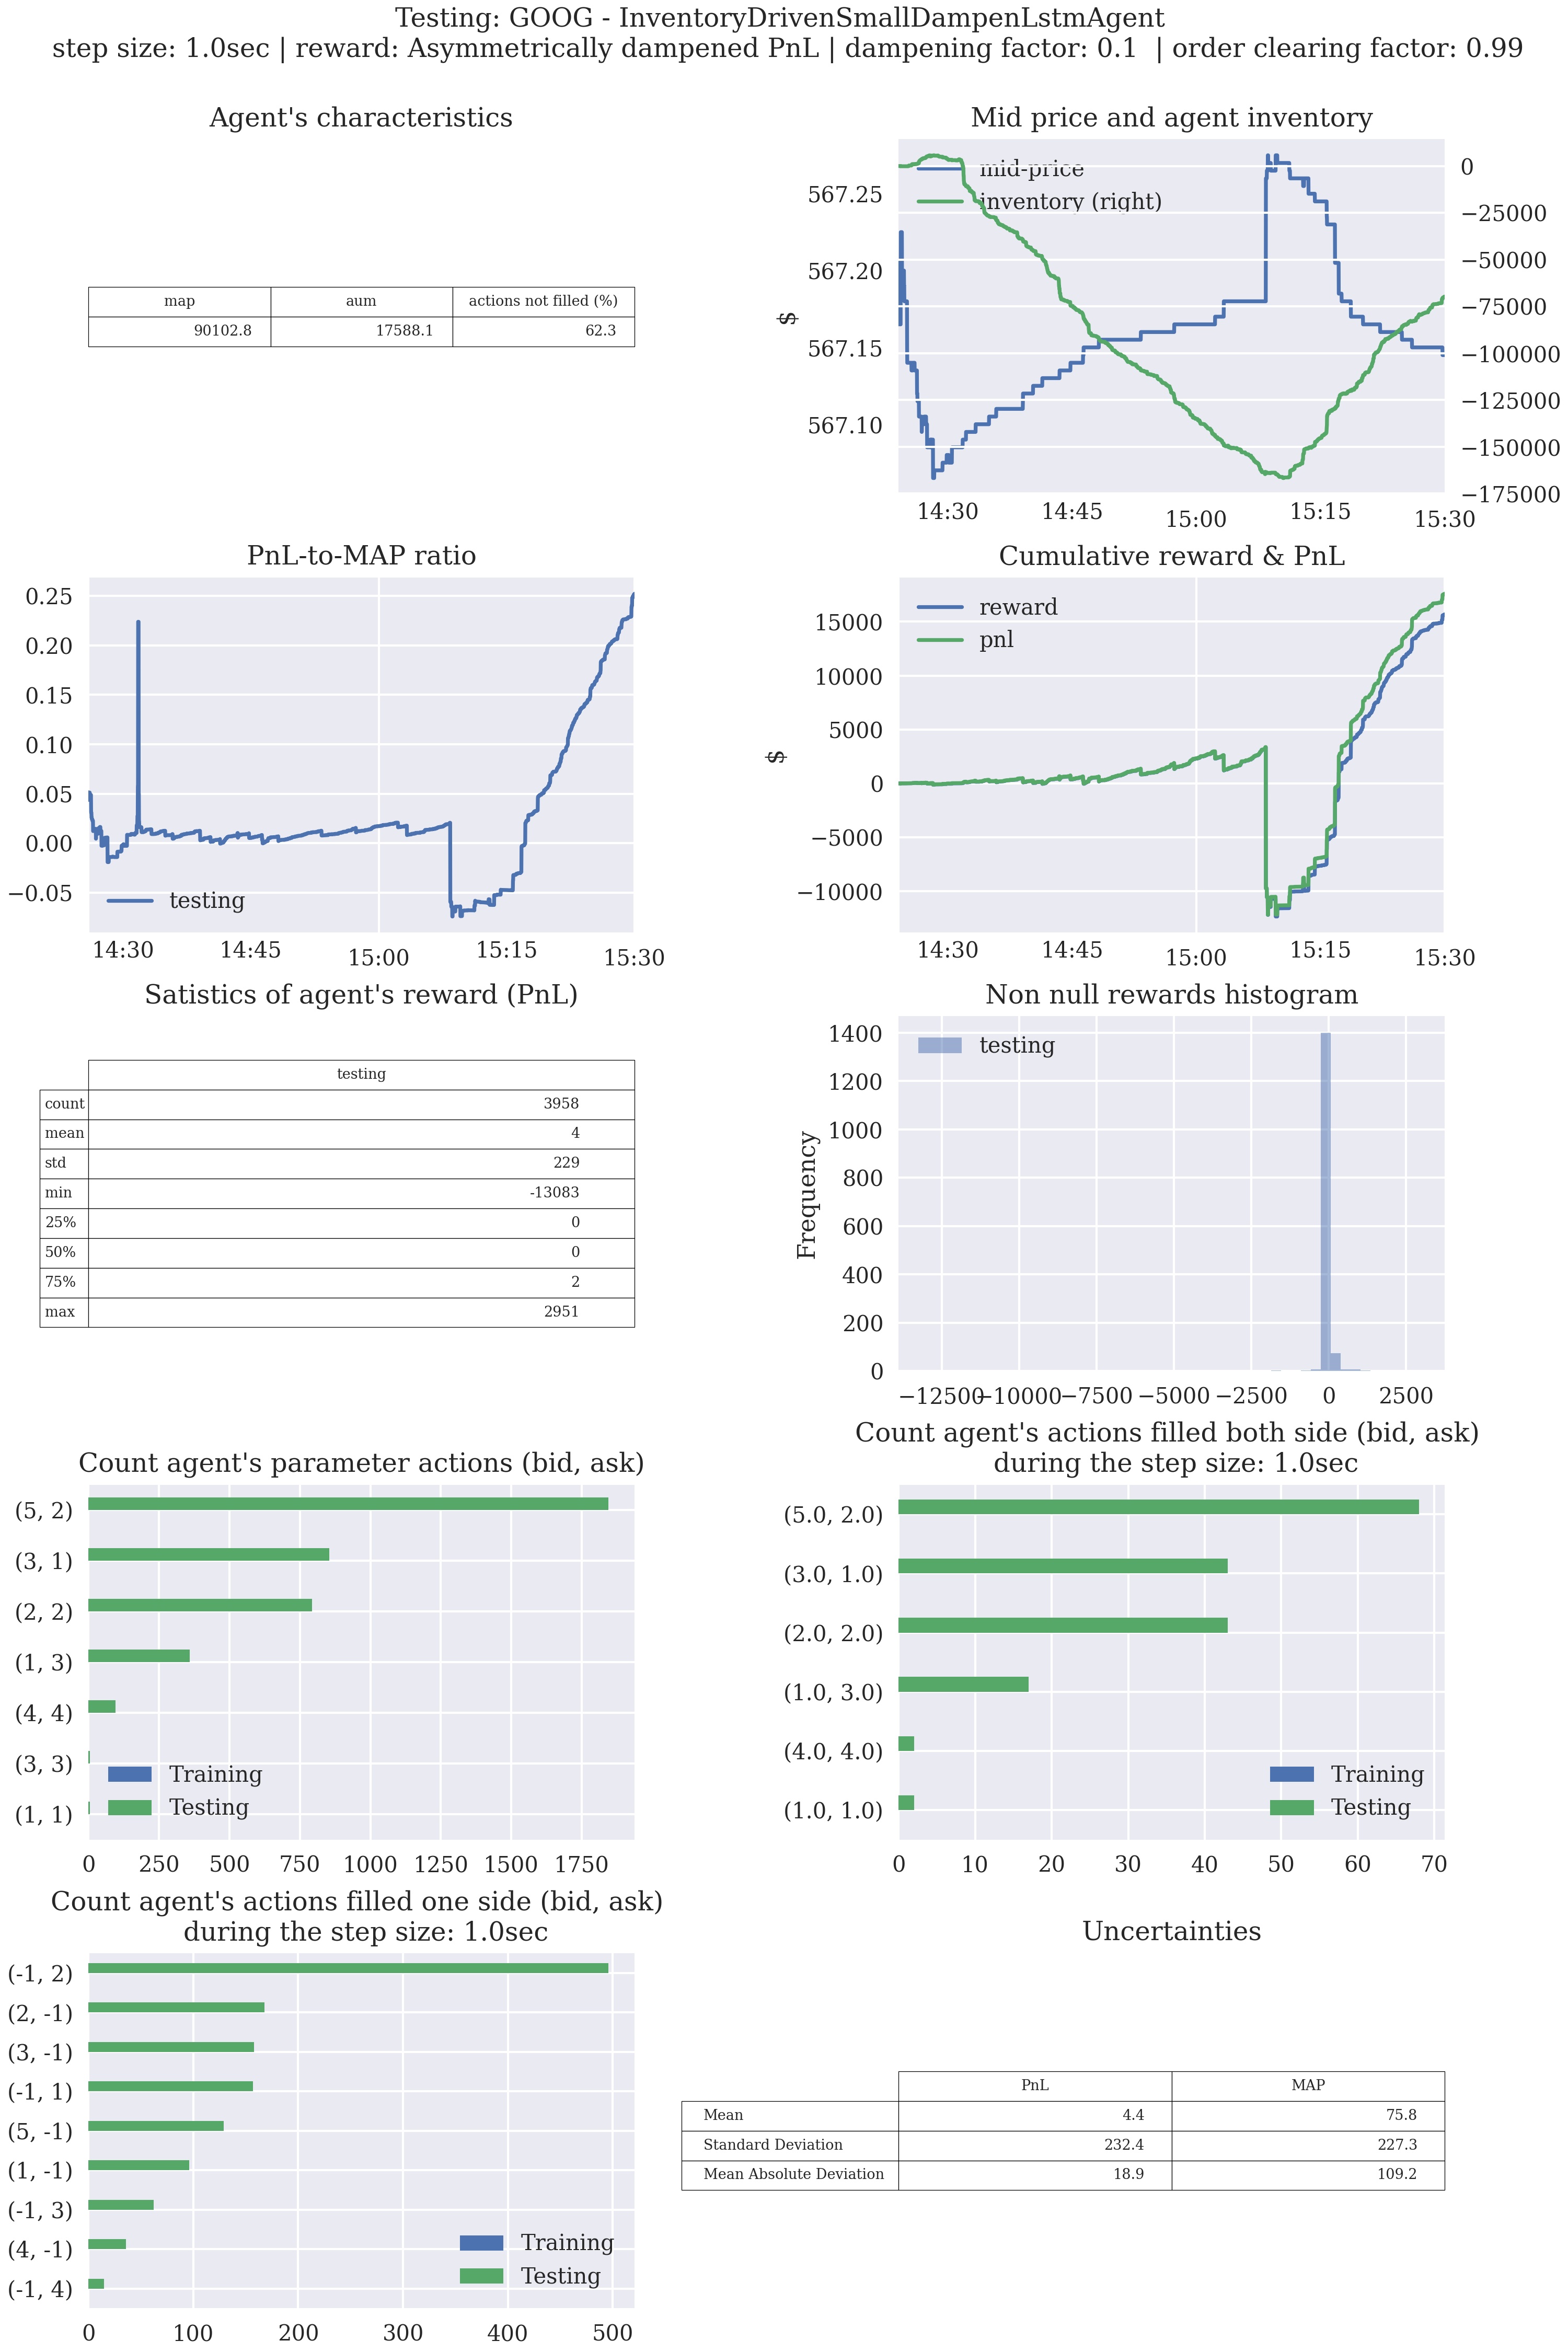 Testing: GOOG - InventoryDrivenSmallDampenLstmAgent
step size: 1.0sec | reward: Asymmetrically dampened PnL | dampening factor: 0.1 | order clearing factor: 0.99
Agent's characteristics
map aum actions not filled (%)
90102.8 17588.1 62.3
Mid price and agent inventory
mid-price
inventory (right)
$
567.25
567.20
567.15
567.10
0
−25000
−50000
−75000
−100000
−125000
−150000
−175000
14:30 14:45 15:00 15:15 15:30
PnL-to-MAP ratio
0.25
0.20
0.15
0.10
0.05
0.00
−0.05
testing
14:30 14:45 15:00 15:15 15:30
Cumulative reward & PnL
reward
pnl
$
15000
10000
5000
0
−5000
−10000
14:30 14:45 15:00 15:15 15:30
Satistics of agent's reward (PnL)
testing
count 3958
mean 4
std 229
min -13083
25% 0
50% 0
75% 2
max 2951
Non null rewards histogram
testing
Frequency
1400
1200
1000
800
600
400
200
0
−12500 −10000 −7500 −5000 −2500 0 2500
Count agent's parameter actions (bid, ask)
(5, 2)
(3, 1)
(2, 2)
(1, 3)
(4, 4)
(3, 3)
(1, 1)
Training
Testing
0 250 500 750 1000 1250 1500 1750
Count agent's actions filled both side (bid, ask)
during the step size: 1.0sec
(5.0, 2.0)
(3.0, 1.0)
(2.0, 2.0)
(1.0, 3.0)
(4.0, 4.0)
(1.0, 1.0)
Training
Testing
0 10 20 30 40 50 60 70
Count agent's actions filled one side (bid, ask)
during the step size: 1.0sec
(-1, 2)
(2, -1)
(3, -1)
(-1, 1)
(5, -1)
(1, -1)
(-1, 3)
(4, -1)
(-1, 4)
Training
Testing
0 100 200 300 400 500
Uncertainties
PnL MAP
Mean 4.4 75.8
Standard Deviation 232.4 227.3
Mean Absolute Deviation 18.9 109.2